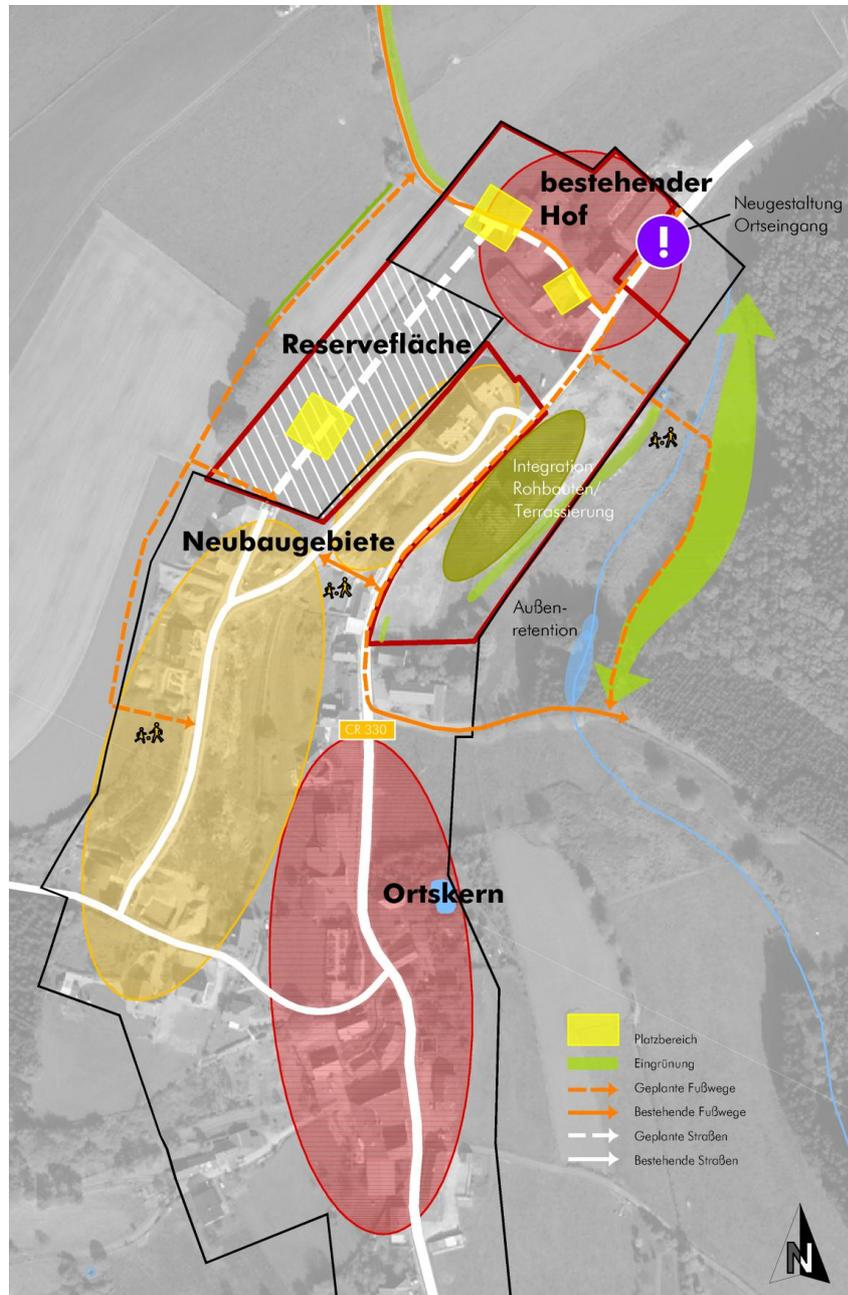 bestehender
Hof
Neugestaltung
Ortseingang
!
Reservefläche
Integration
Rohbauten/
Terrassierung
Neubaugebiete
Außen-
retention
CR 330
Ortskern
Platzbereich
Eingrünung
Geplante Fußwege
Bestehende Fußwege
Geplante Straßen
Bestehende Straßen
N